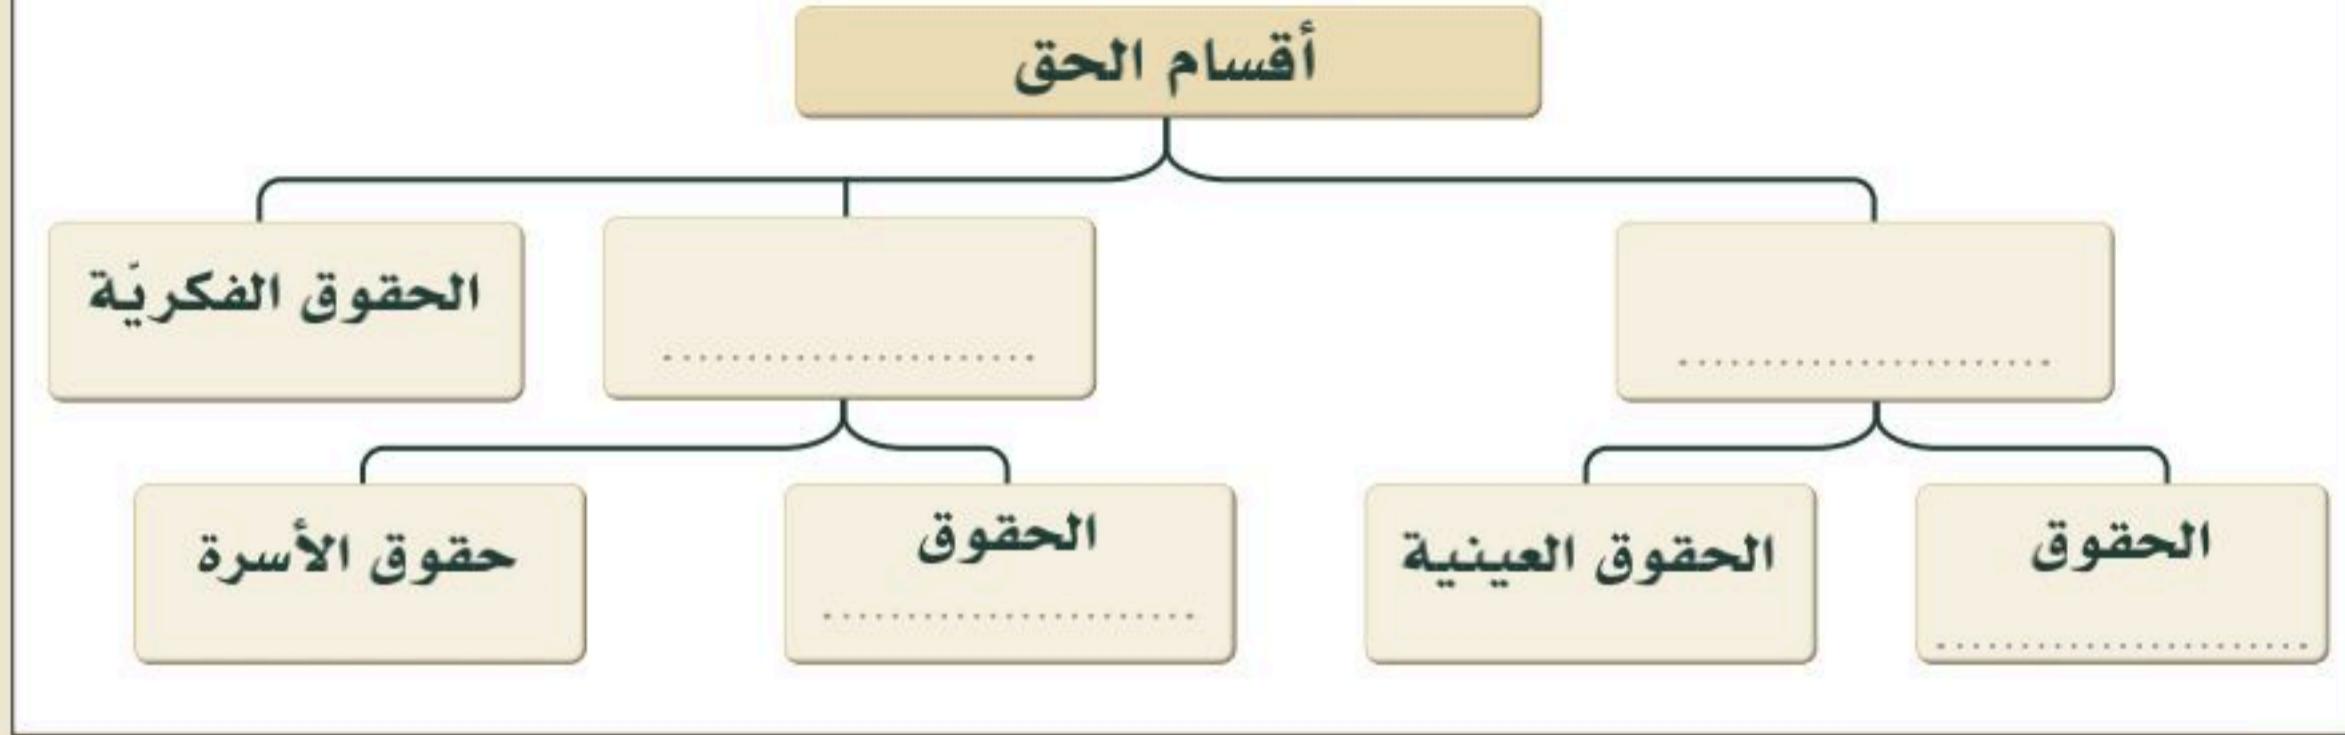 أقسام الحق
......................
......................
الحقوق الفكريّة
الحقوق
......................
الحقوق العينية
الحقوق
......................
حقوق الأسرة